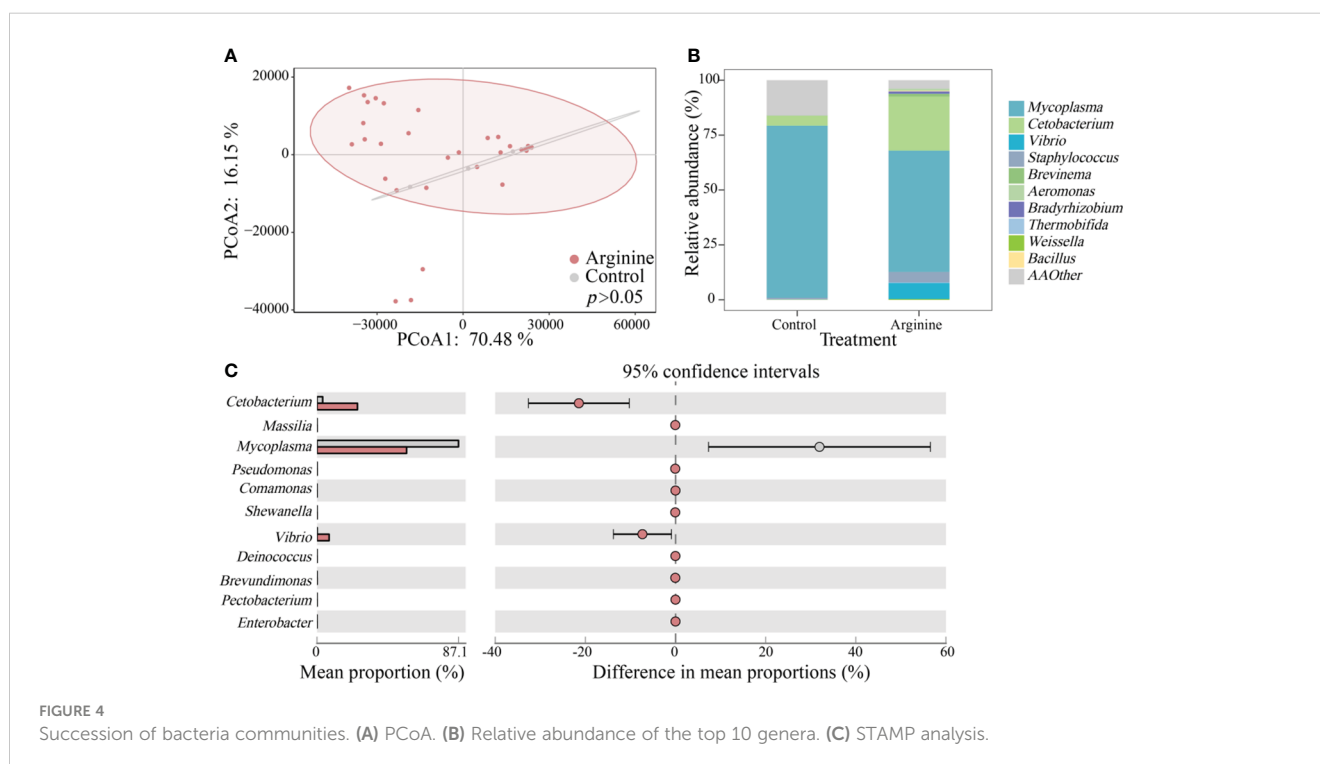 A
20000
0
−20000
−40000
PCoA2: 16.15 %
−30000
0
30000
60000
PCoA1: 70.48 %
Arginine
Control
p>0.05
B
100
75
50
25
0
Relative abundance (%)
Control
Arginine
Treatment
Mycoplasma
Cetobacterium
Vibrio
Staphylococcus
Brevinema
Aeromonas
Bradyrhizobium
Thermobifida
Weissella
Bacillus
AAOther
C
95% confidence intervals
Cetobacterium
Massilia
Mycoplasma
Pseudomonas
Comamonas
Shewanella
Vibrio
Deinococcus
Brevundimonas
Pectobacterium
Enterobacter
0
87.1
Mean proportion (%)
-40
-20
0
20
40
60
Difference in mean proportions (%)
FIGURE 4
Succession of bacteria communities. (A) PCoA. (B) Relative abundance of the top 10 genera. (C) STAMP analysis.